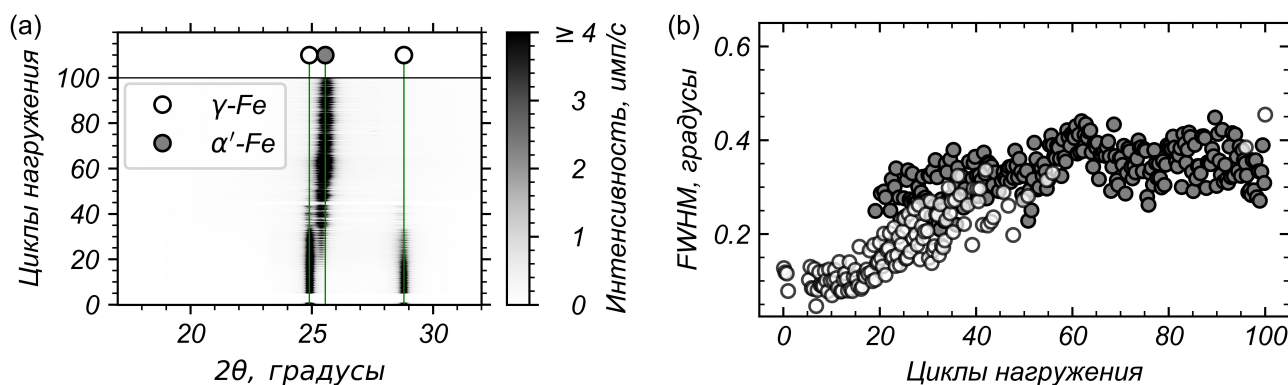 (a)
Циклы нагружения
100
80
60
40
20
0
γ-Fe
α′-Fe
20
25
30
2θ, градусы
≥ 4
3
2
1
0
Интенсивность, имп/с
(b)
FWHM, градусы
0.6
0.4
0.2
0
20
40
60
80
100
Циклы нагружения